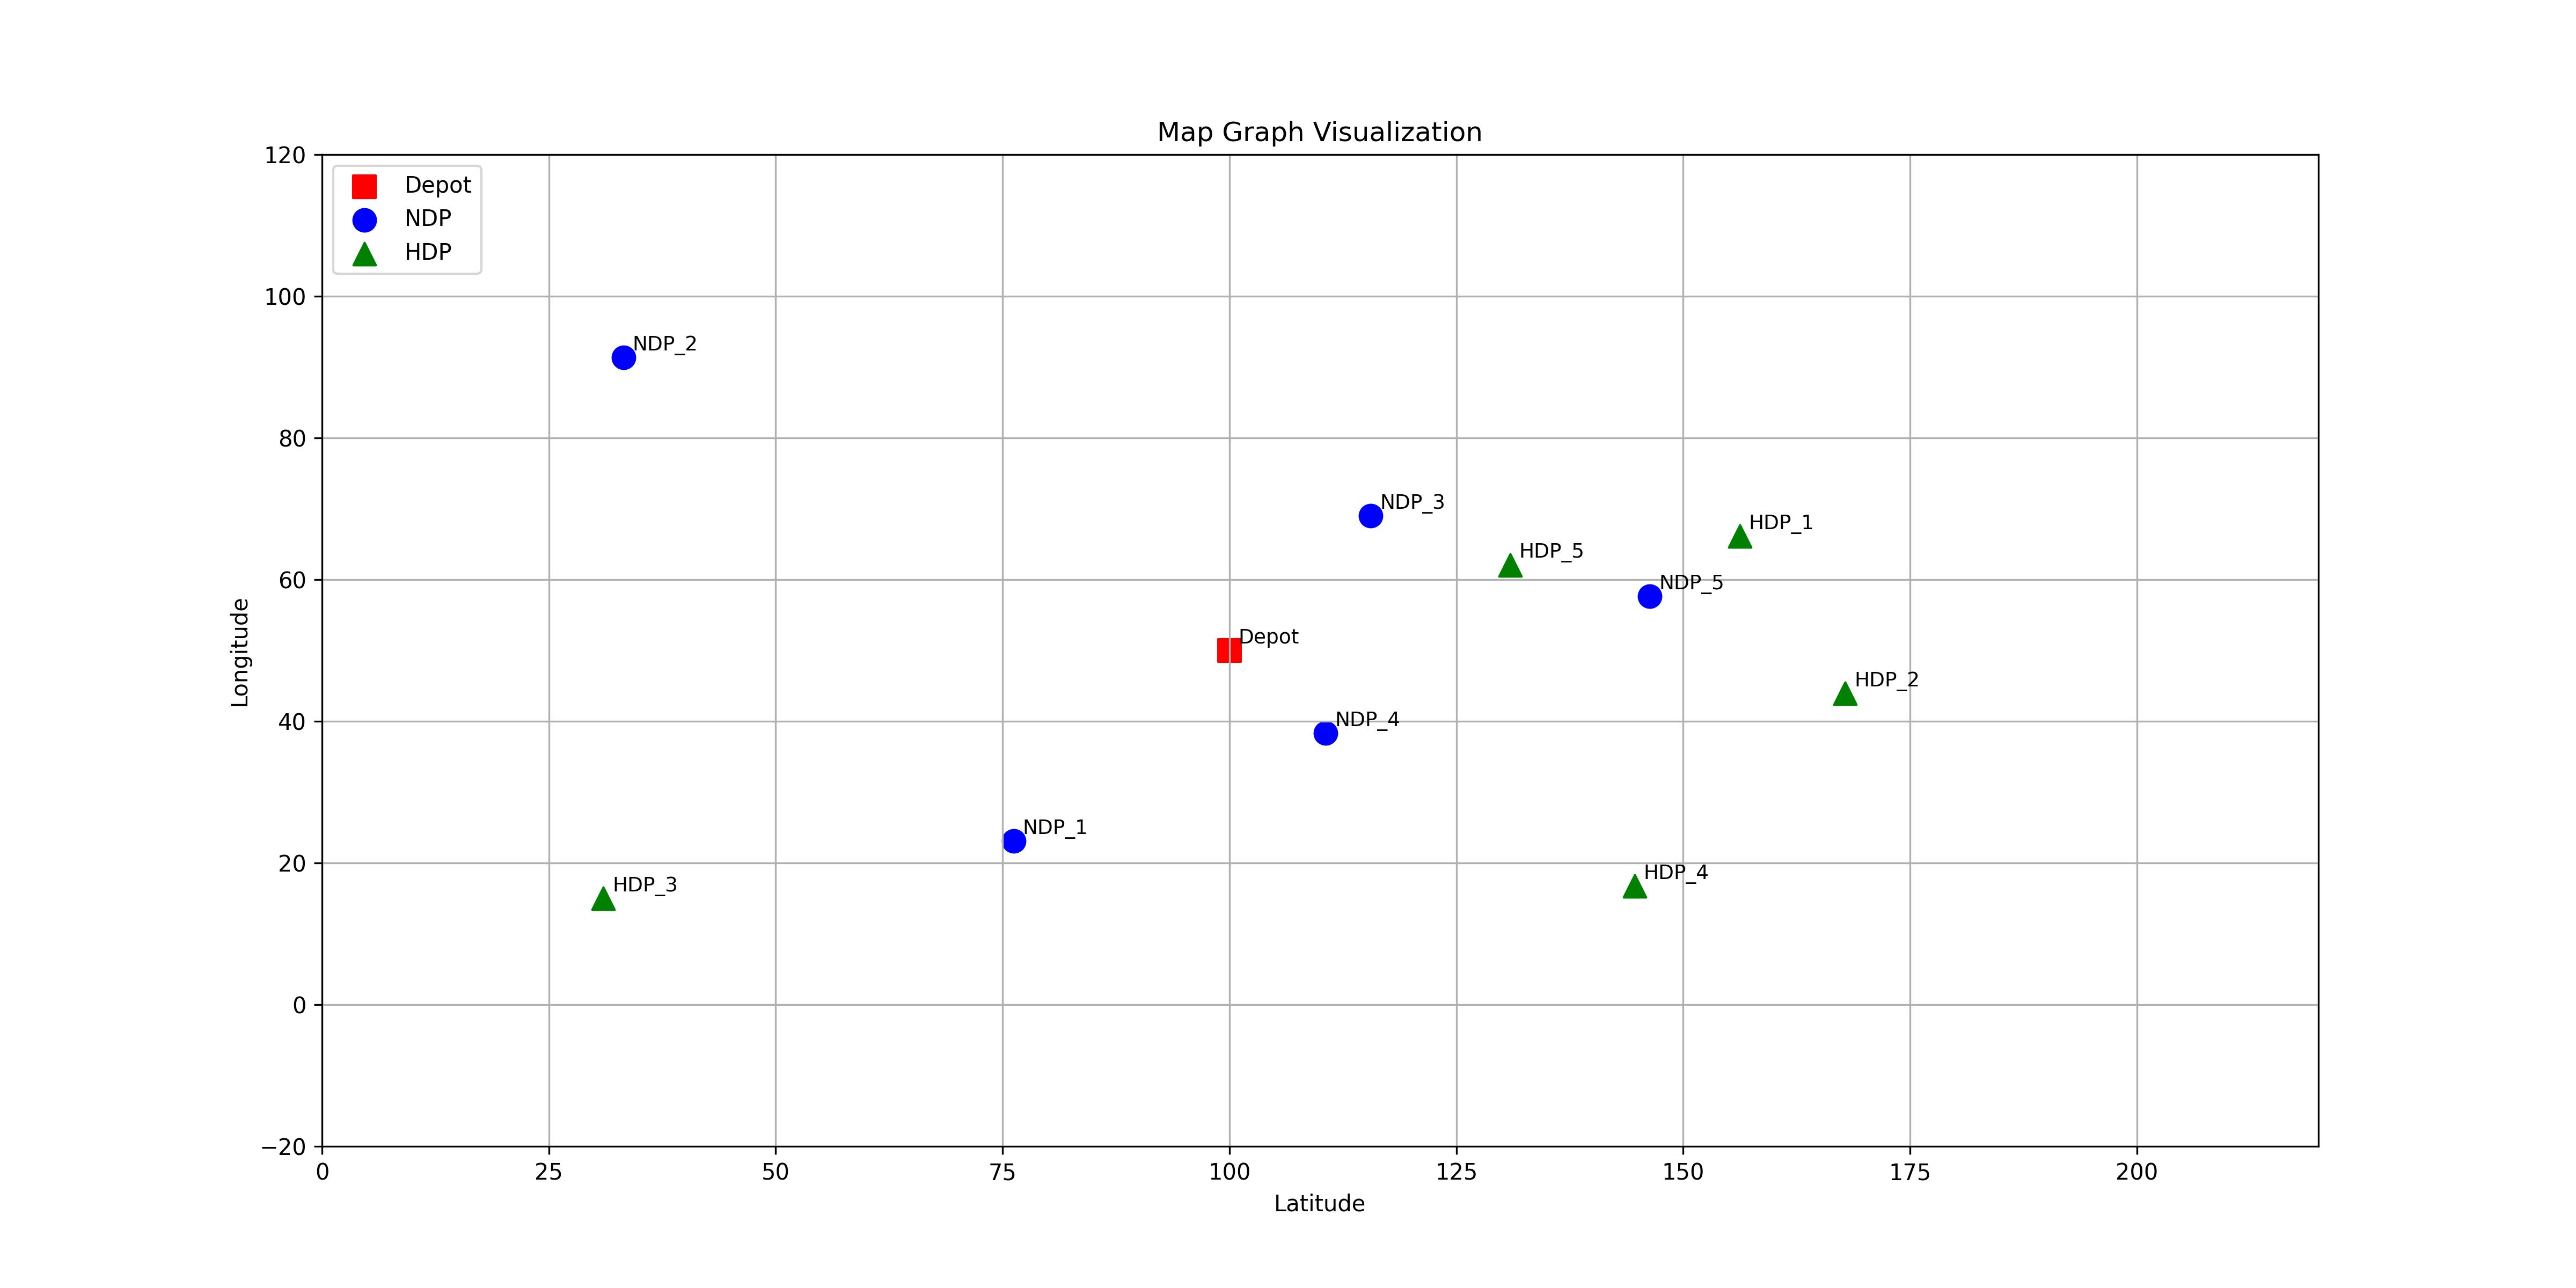 Map Graph Visualization
120
100
80
60
40
20
0
−20
Longitude
Depot
NDP
HDP
NDP_2
NDP_3
HDP_1
HDP_5
NDP_5
Depot
HDP_2
NDP_4
NDP_1
HDP_4
HDP_3
0 25 50 75 100 125 150 175 200
Latitude